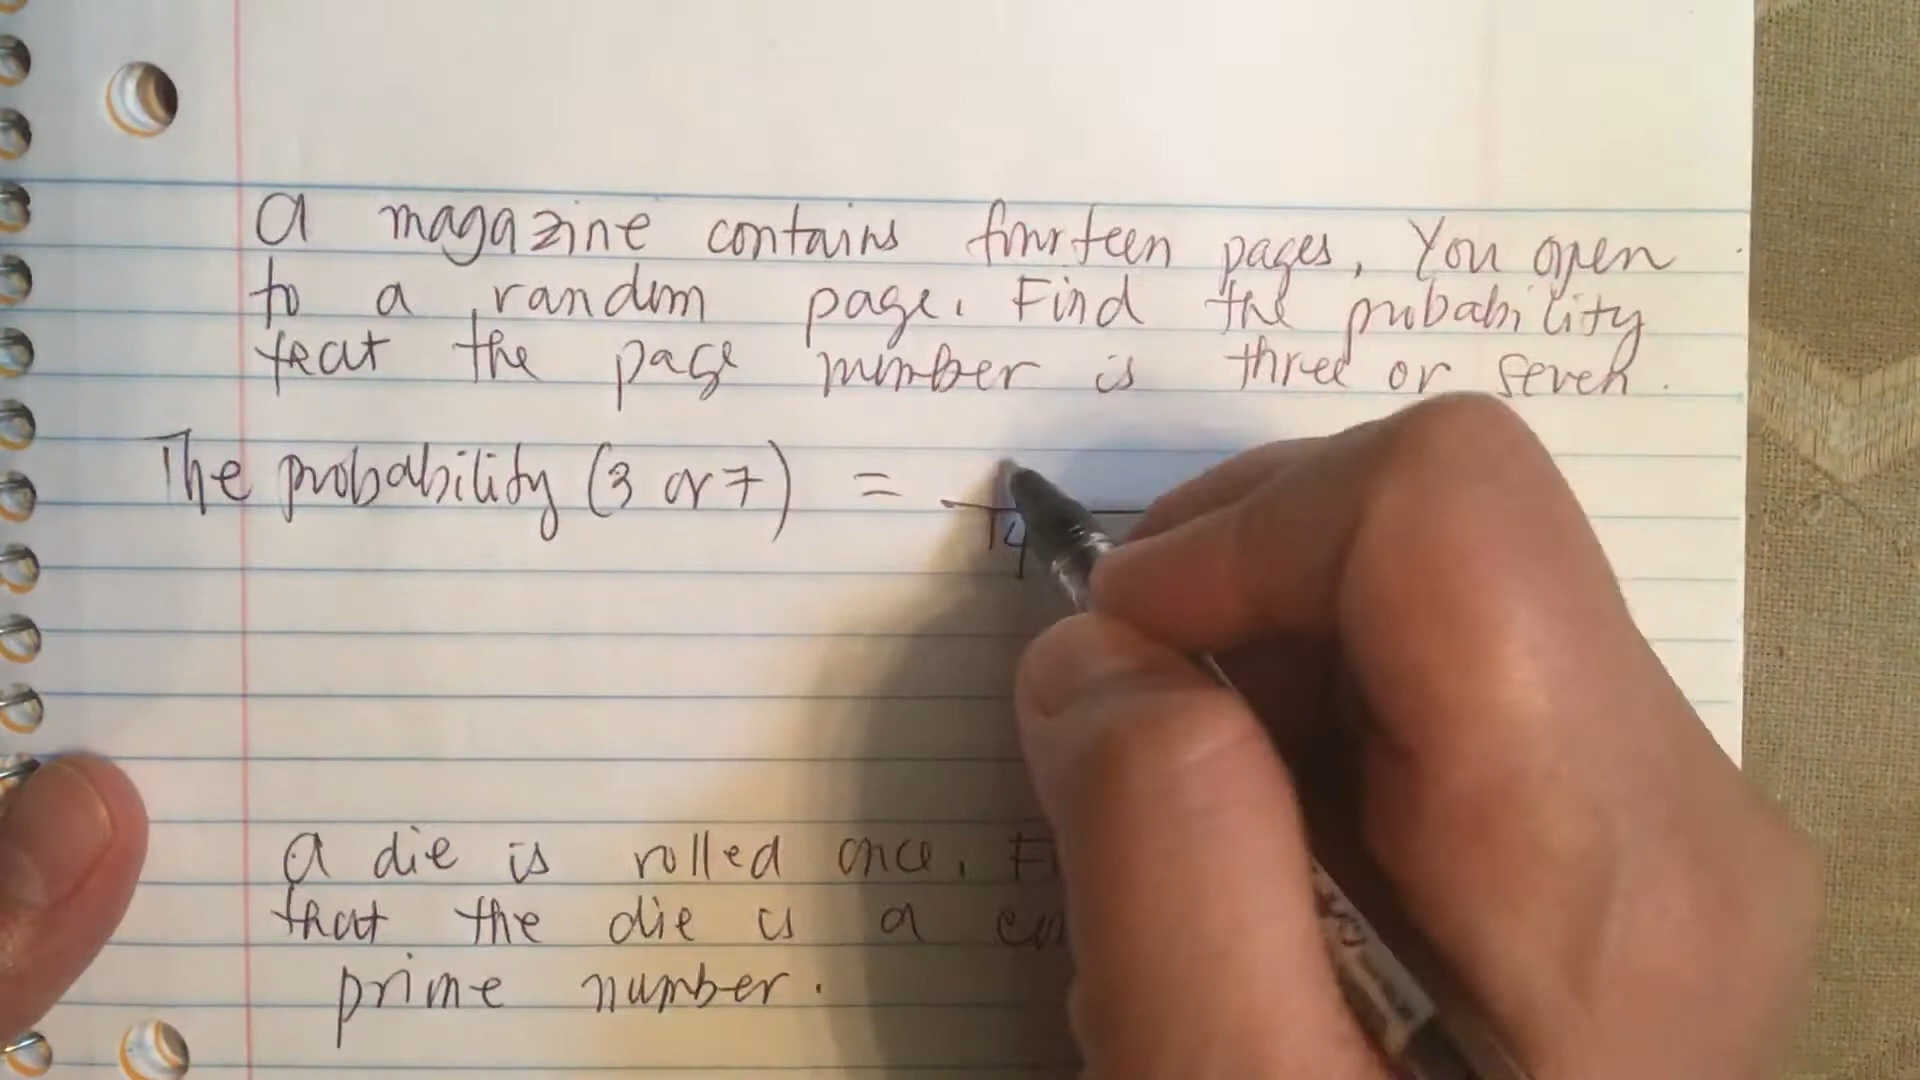 A magazine contains fourteen pages, You open
to a random page. Find the probability
that the page number is three or seven.
The probability (3 or 7) = /14
A die is rolled once.
that the die is a
prime number.